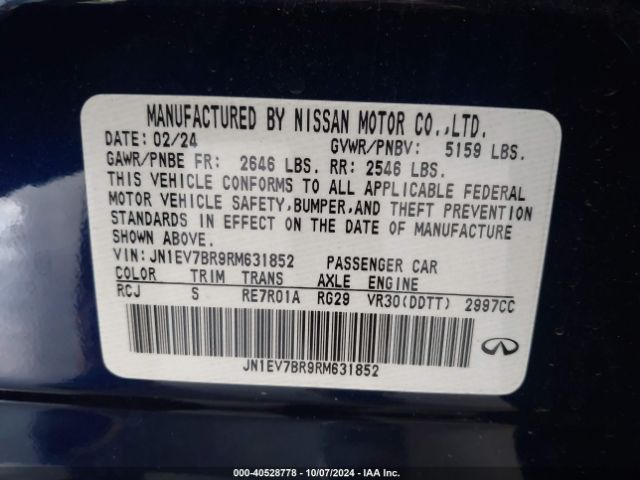 MANUFACTURED BY NISSAN MOTOR CO.,LTD.
DATE: 02/24 GVWR/PNBV: 5159 LBS.
GAWR/PNBE FR: 2646 LBS. RR: 2546 LBS.
THIS VEHICLE CONFORMS TO ALL APPLICABLE FEDERAL
MOTOR VEHICLE SAFETY,BUMPER,AND THEFT PREVENTION
STANDARDS IN EFFECT ON THE DATE OF MANUFACTURE
SHOWN ABOVE.
VIN: JN1EV7BR9RM631852 PASSENGER CAR
COLOR TRIM TRANS AXLE ENGINE
RCJ S RE7R01A RG29 VR30(DDTT) 2997CC
JN1EV7BR9RM631852
INFINITI
000-40528778 - 10/07/2024 - IAA Inc.